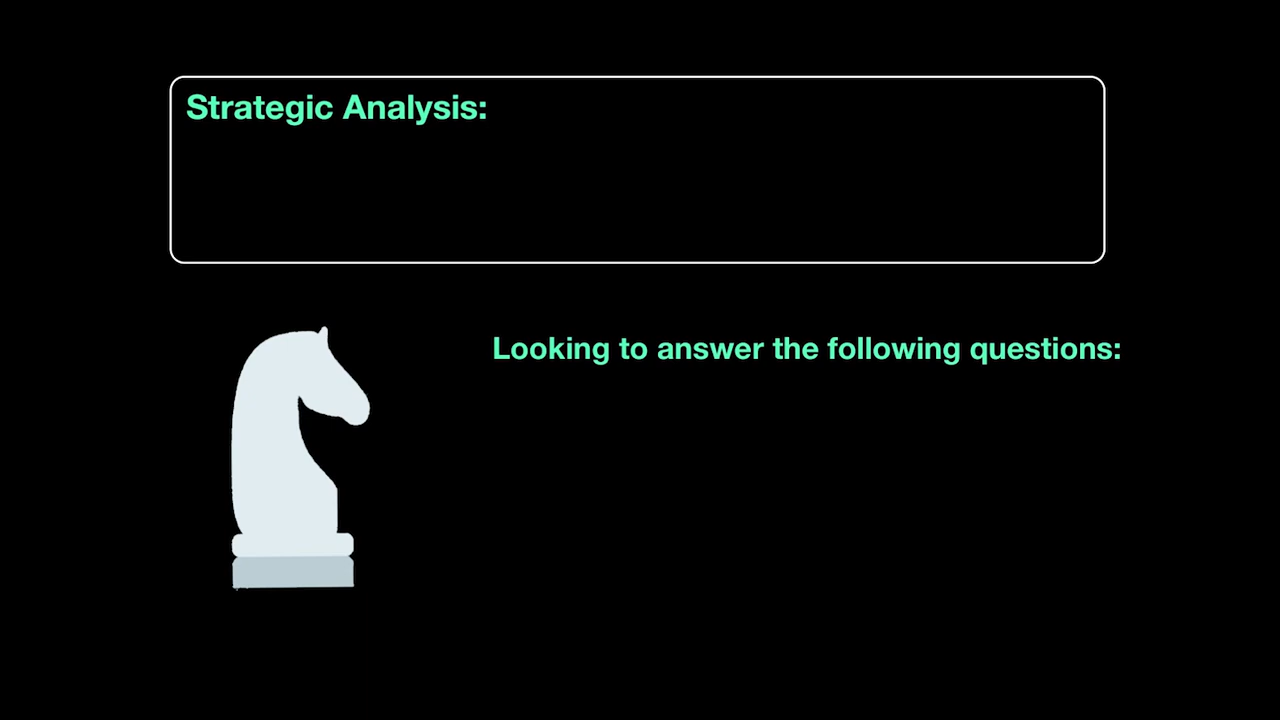 Strategic Analysis:
Looking to answer the following questions: